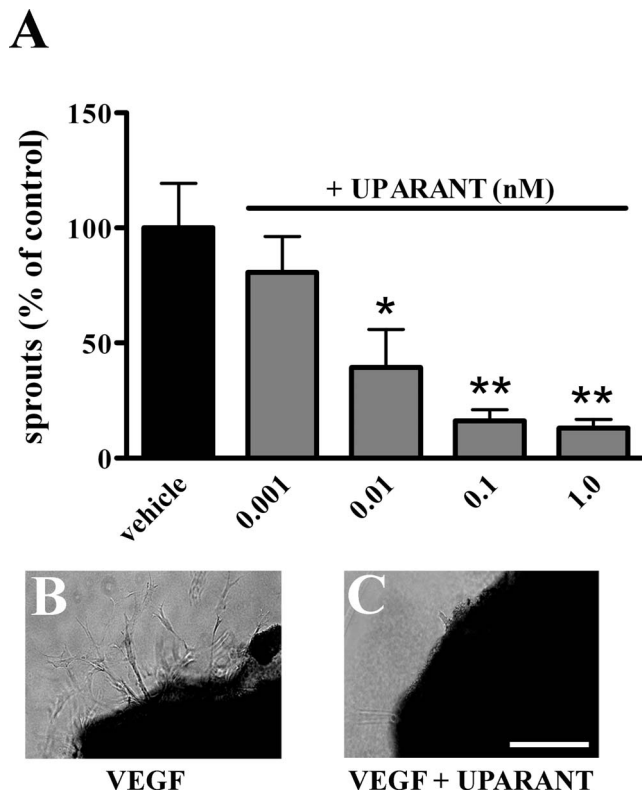 A
150
100
50
0
sprouts (% of control)
+ UPARANT (nM)
*
**
**
vehicle
0.001
0.01
0.1
1.0
B
C
VEGF
VEGF + UPARANT